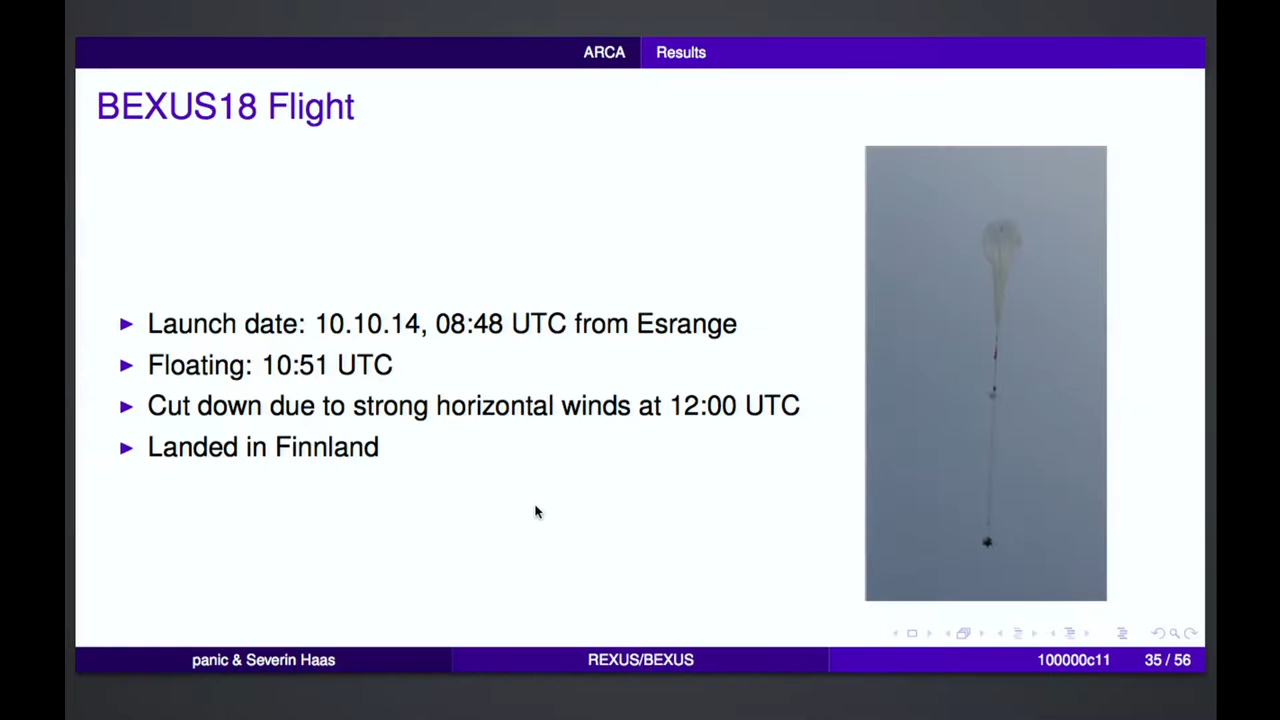 ARCA Results
BEXUS18 Flight
Launch date: 10.10.14, 08:48 UTC from Esrange
Floating: 10:51 UTC
Cut down due to strong horizontal winds at 12:00 UTC
Landed in Finnland
panic & Severin Haas REXUS/BEXUS 100000c11 35 / 56